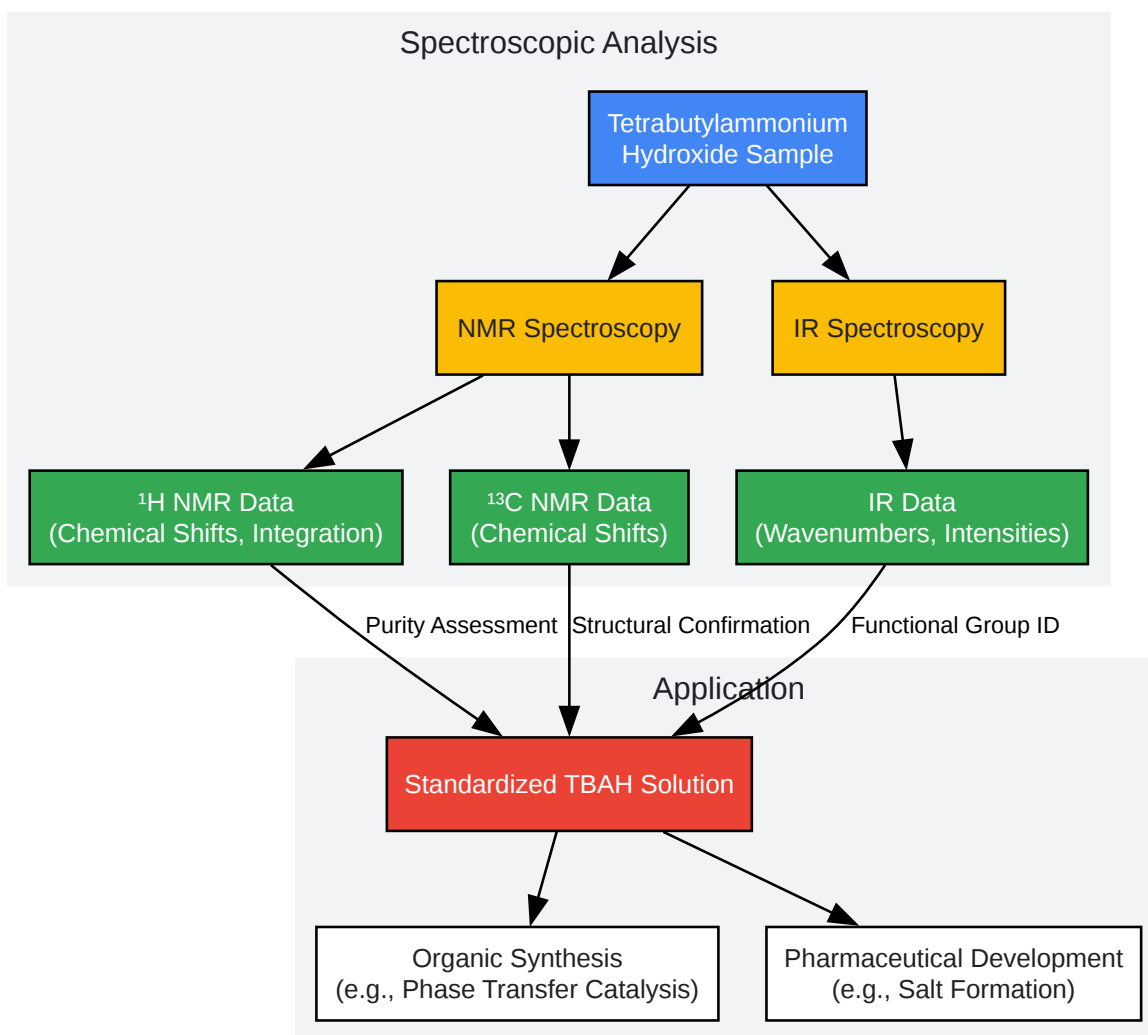 Spectroscopic Analysis
Tetrabutylammonium
Hydroxide Sample
NMR Spectroscopy
IR Spectroscopy
¹H NMR Data
(Chemical Shifts, Integration)
¹³C NMR Data
(Chemical Shifts)
IR Data
(Wavenumbers, Intensities)
Purity Assessment
Structural Confirmation
Functional Group ID
Application
Standardized TBAH Solution
Organic Synthesis
(e.g., Phase Transfer Catalysis)
Pharmaceutical Development
(e.g., Salt Formation)